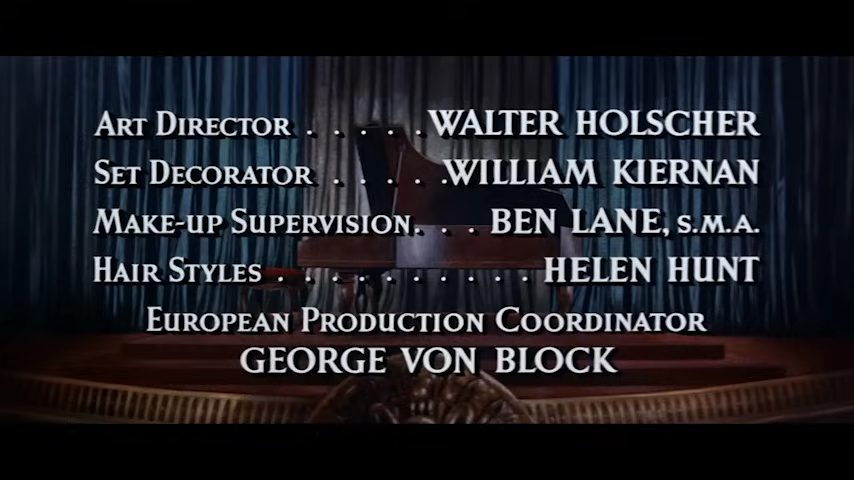 ART DIRECTOR . . . . . WALTER HOLSCHER
SET DECORATOR . . . . . WILLIAM KIERNAN
MAKE-UP SUPERVISION . . . BEN LANE, S.M.A.
HAIR STYLES . . . . . . . . . . HELEN HUNT
EUROPEAN PRODUCTION COORDINATOR
GEORGE VON BLOCK